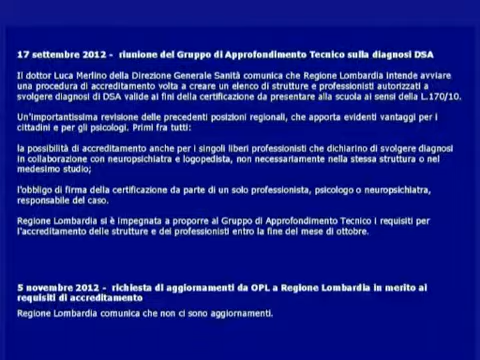 17 settembre 2012 - riunione del Gruppo di Approfondimento Tecnico sulla diagnosi DSA
Il dottor Luca Merlino della Direzione Generale Sanità comunica che Regione Lombardia intende avviare
una procedura di accreditamento volta a creare un elenco di strutture e professionisti autorizzati a
svolgere diagnosi di DSA valide ai fini della certificazione da presentare alla scuola ai sensi della L.170/10.
Un'importantissima revisione delle precedenti posizioni regionali, che apporta evidenti vantaggi per i
cittadini e per gli psicologi. Primi fra tutti:
la possibilità di accreditamento anche per i singoli liberi professionisti che dichiarino di svolgere diagnosi
in collaborazione con neuropsichiatra e logopedista, non necessariamente nella stessa struttura o nel
medesimo studio;
l'obbligo di firma della certificazione da parte di un solo professionista, psicologo o neuropsichiatra,
responsabile del caso.
Regione Lombardia si è impegnata a proporre al Gruppo di Approfondimento Tecnico i requisiti per
l'accreditamento delle strutture e dei professionisti entro la fine del mese di ottobre.
5 novembre 2012 - richiesta di aggiornamenti da OPL a Regione Lombardia in merito ai
requisiti di accreditamento
Regione Lombardia comunica che non ci sono aggiornamenti.